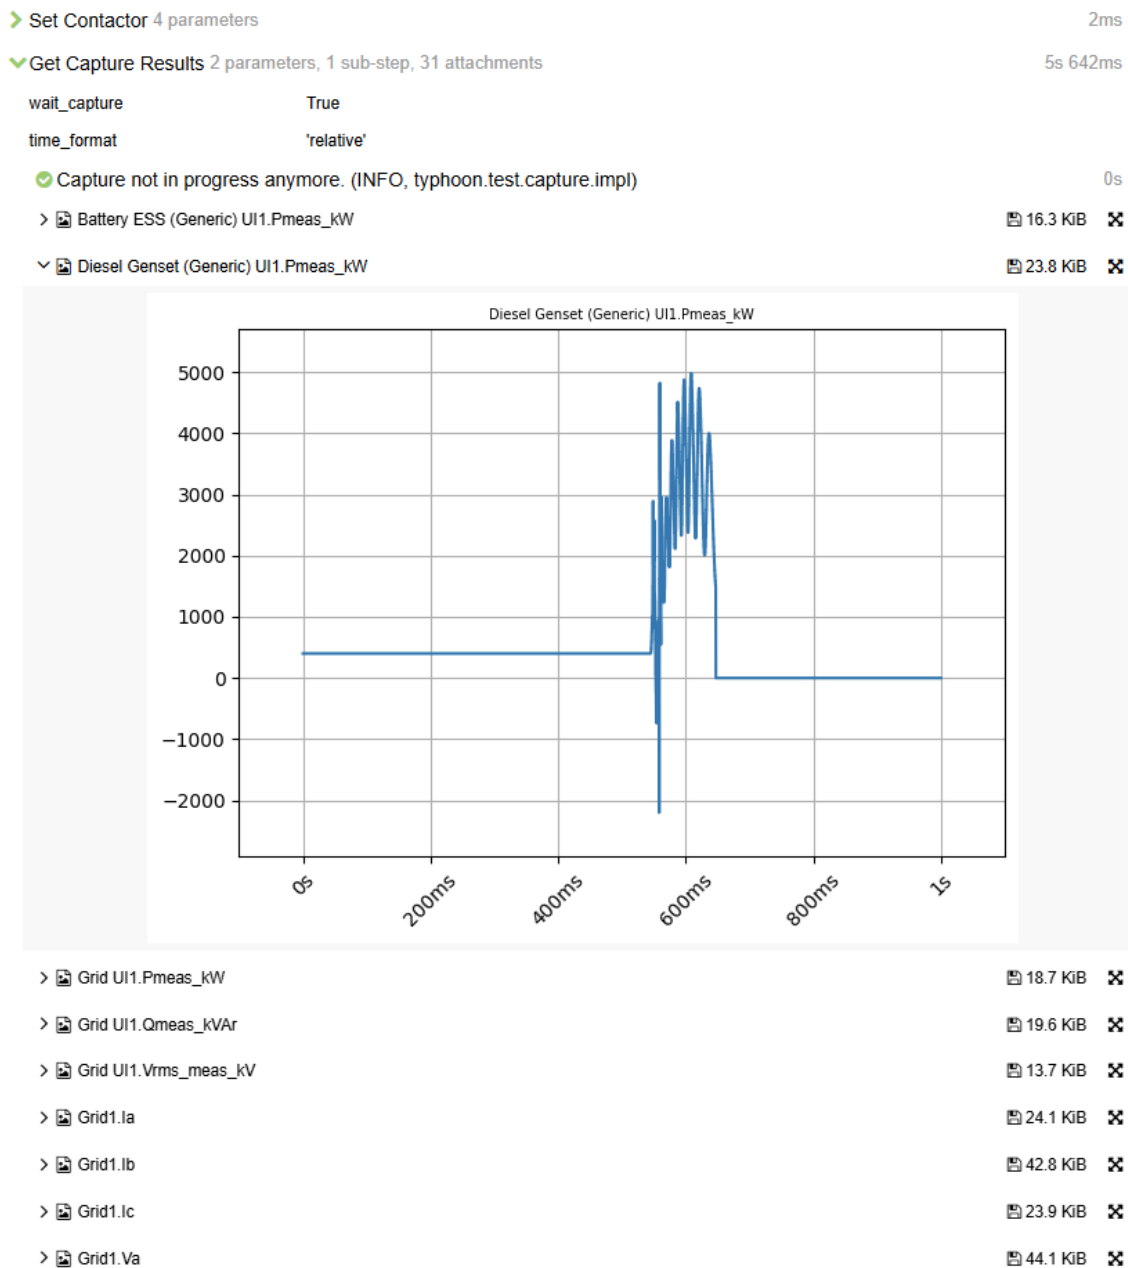 Set Contactor 4 parameters 2ms
Get Capture Results 2 parameters, 1 sub-step, 31 attachments 5s 642ms
wait_capture True
time_format 'relative'
Capture not in progress anymore. (INFO, typhoon.test.capture.impl) 0s
Battery ESS (Generic) UI1.Pmeas_kW 16.3 KiB
Diesel Genset (Generic) UI1.Pmeas_kW 23.8 KiB
Diesel Genset (Generic) UI1.Pmeas_kW
5000
4000
3000
2000
1000
0
−1000
−2000
0s 200ms 400ms 600ms 800ms 1s
Grid UI1.Pmeas_kW 18.7 KiB
Grid UI1.Qmeas_kVAr 19.6 KiB
Grid UI1.Vrms_meas_kV 13.7 KiB
Grid1.Ia 24.1 KiB
Grid1.Ib 42.8 KiB
Grid1.Ic 23.9 KiB
Grid1.Va 44.1 KiB